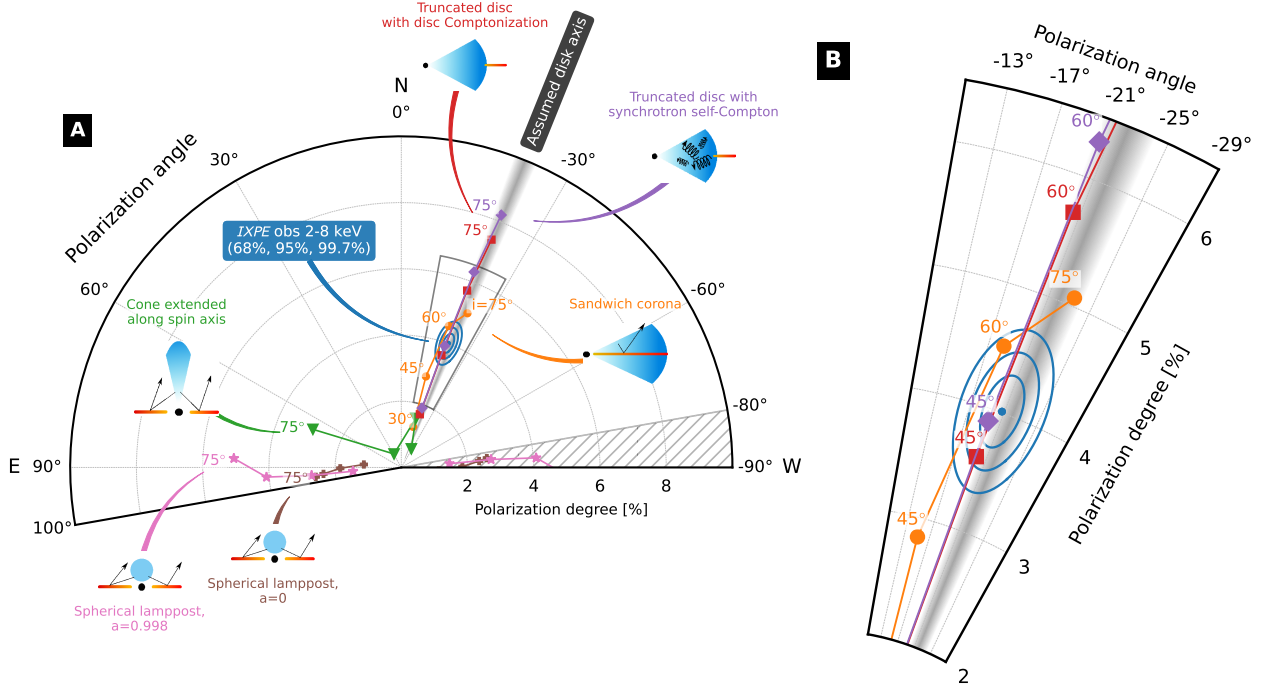 Truncated disc
with disc Comptonization
Assumed disk axis
N
0°
A
Polarization angle
30°
-30°
Truncated disc with
synchrotron self-Compton
75°
75°
IXPE obs 2-8 keV
(68%, 95%, 99.7%)
60°
-60°
Cone extended
along spin axis
Sandwich corona
i=75°
60°
45°
30°
75°
-80°
E
90°
75°
75°
-90°
W
2
4
6
8
Polarization degree [%]
100°
Spherical lamppost,
a=0
Spherical lamppost,
a=0.998
B
Polarization angle
-13°
-17°
-21°
-25°
-29°
60°
60°
75°
60°
45°
45°
45°
6
5
4
3
2
Polarization degree [%]